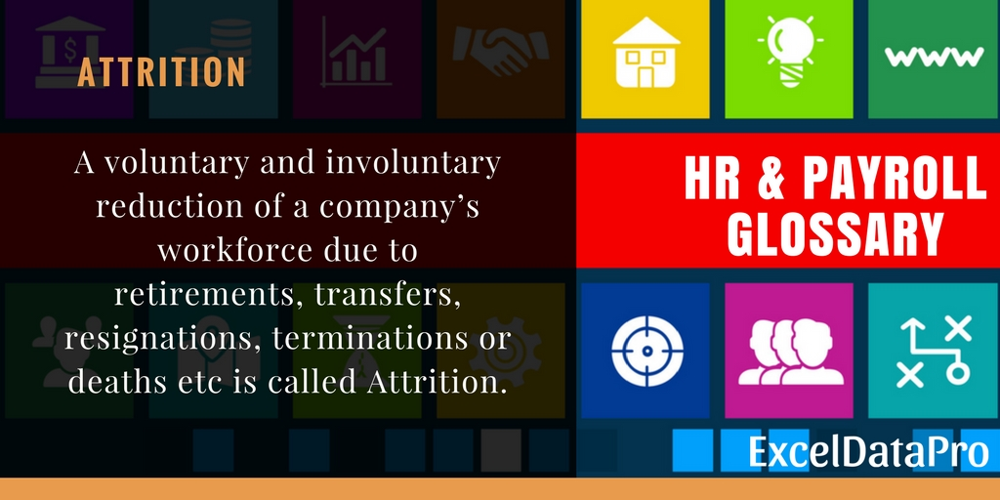 ATTRITION
A voluntary and involuntary
reduction of a company’s
workforce due to
retirements, transfers,
resignations, terminations or
deaths etc is called Attrition.
$
www
HR & PAYROLL
GLOSSARY
ExcelDataPro